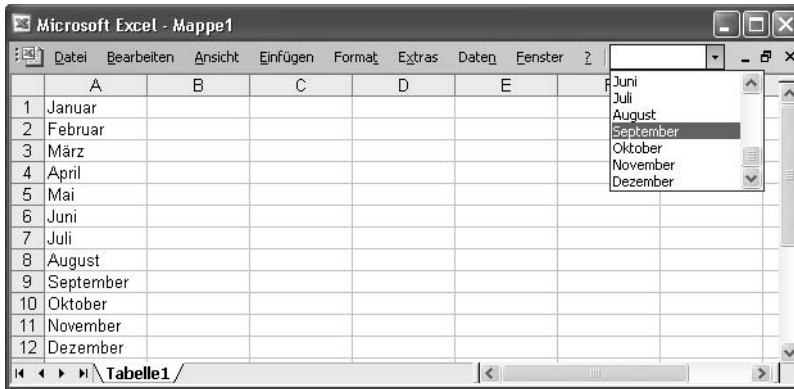 Microsoft Excel - Mappe1
Datei Bearbeiten Ansicht Einfügen Format Extras Daten Fenster ?
A B C D E F
1 Januar
2 Februar
3 März
4 April
5 Mai
6 Juni
7 Juli
8 August
9 September
10 Oktober
11 November
12 Dezember
Juni
Juli
August
September
Oktober
November
Dezember
Tabelle1